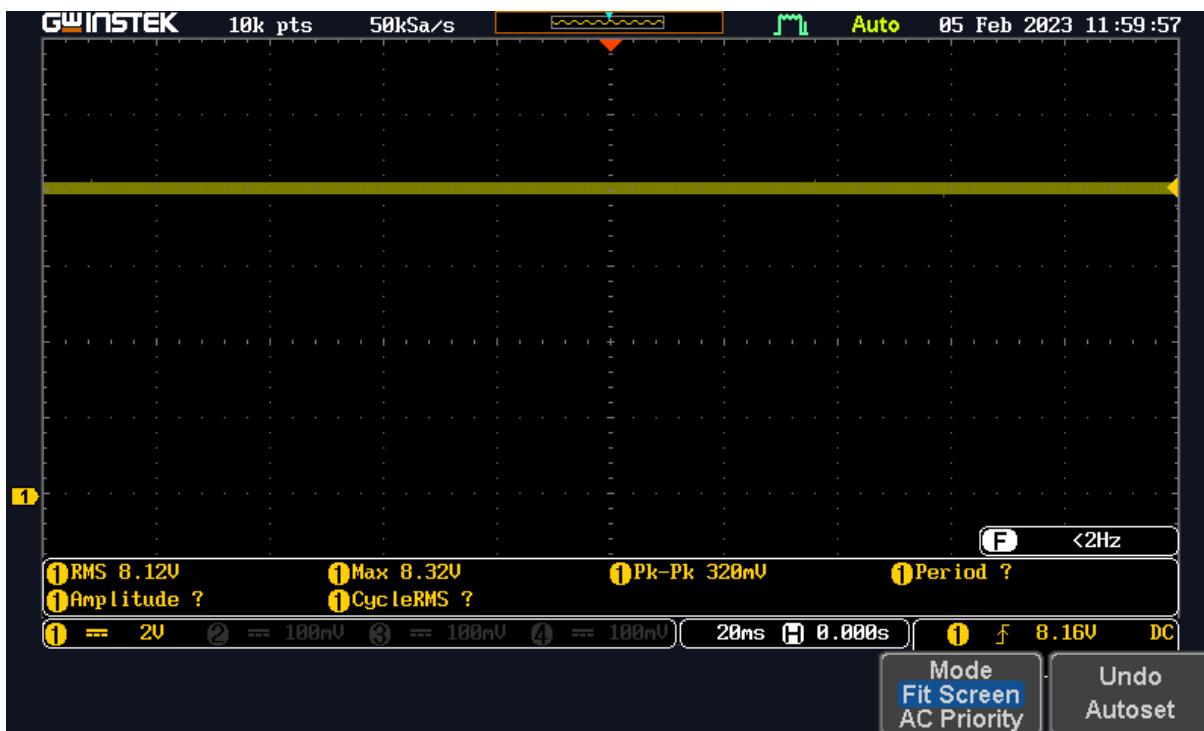 GWINSTEK 10k pts 50kSa/s Auto 05 Feb 2023 11:59:57
1
F <2Hz
1 RMS 8.12V 1 Max 8.32V 1 Pk-Pk 320mV 1 Period ?
1 Amplitude ? 1 CycleRMS ?
1 2V 2 100mV 3 100mV 4 100mV 20ms H 0.000s 1 8.16V DC
Mode
Fit Screen
AC Priority
Undo
Autoset